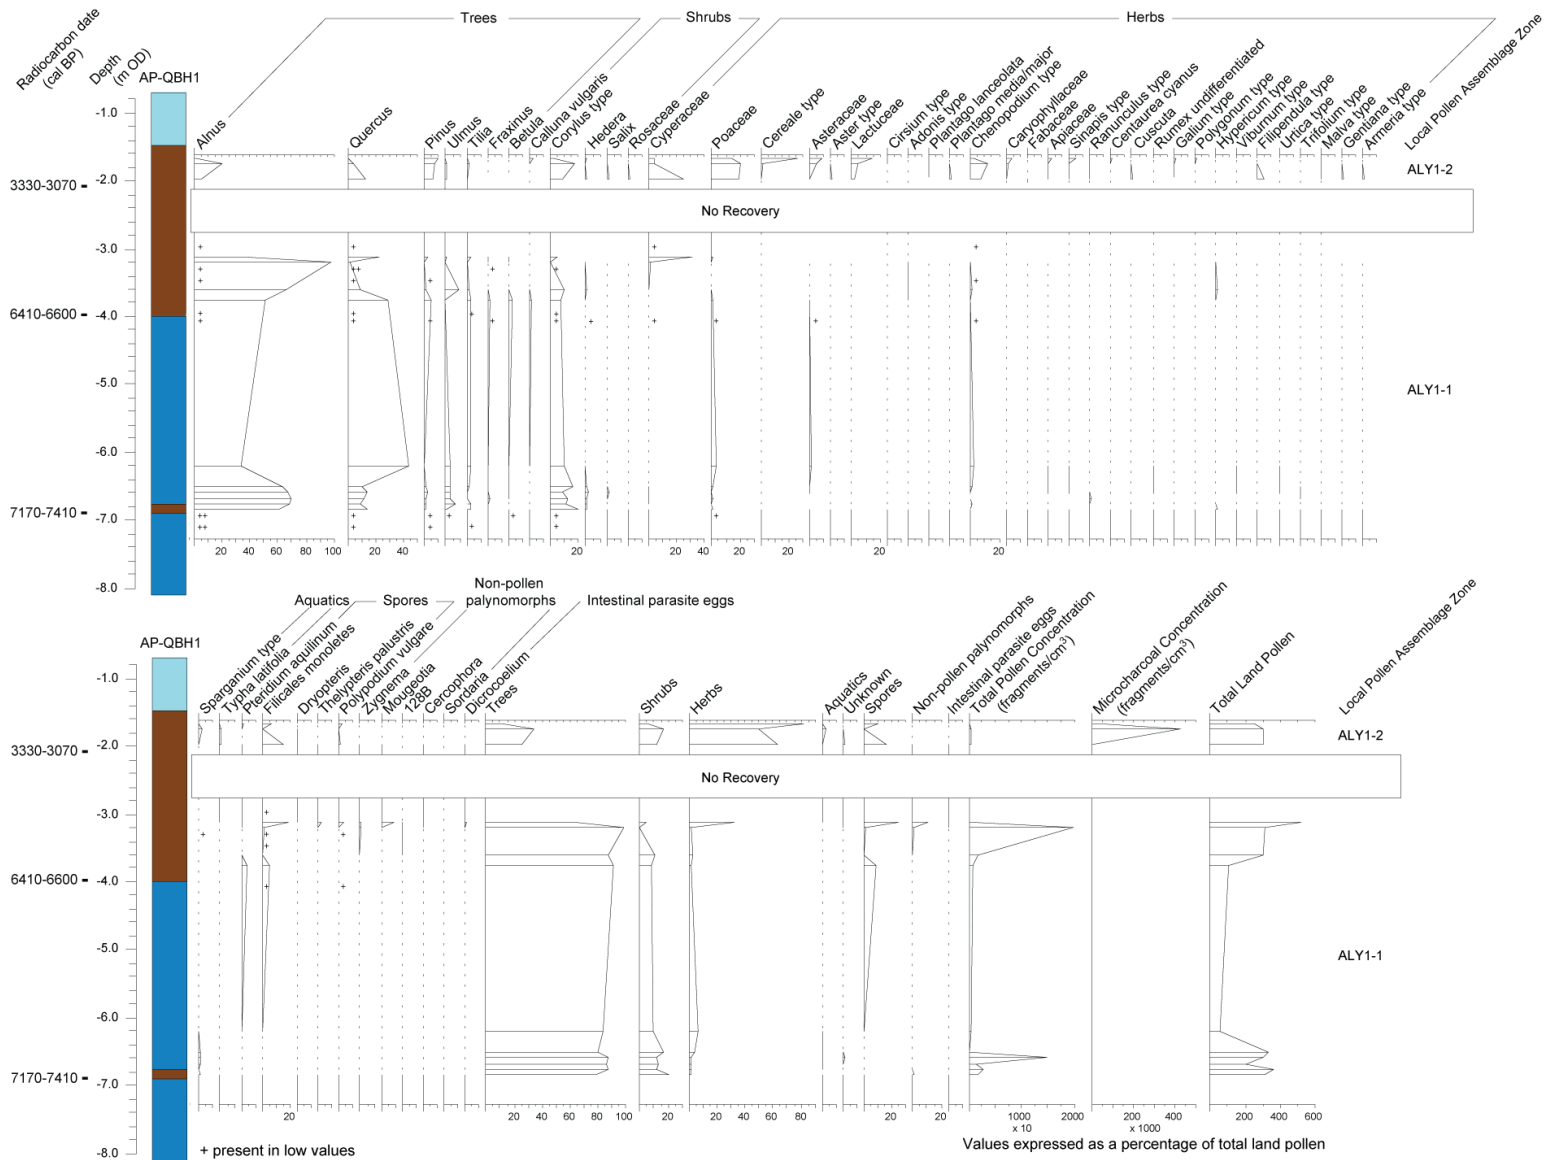 Trees
Shrubs
Herbs
Radiocarbon date
(cal BP)
Depth
(m OD)
AP-QBH1
Alnus
Quercus
Pinus
Ulmus
Tilia
Fraxinus
Betula
Calluna vulgaris
Corylus type
Hedera
Salix
Rosaceae
Cyperaceae
Poaceae
Cereale type
Asteraceae
Aster type
Lactuceae
Cirsium type
Adonis type
Plantago lanceolata
Plantago media/major
Chenopodium type
Caryophyllaceae
Fabaceae
Apiaceae
Sinapis type
Ranunculus type
Centaurea cyanus
Cuscuta
Rumex undifferentiated
Galium type
Polygonum type
Hypericum type
Viburnum type
Filipendula type
Urtica type
Trifolium type
Malva type
Gentiana type
Armeria type
Local Pollen Assemblage Zone
-1.0
-2.0
-3.0
-4.0
-5.0
-6.0
-7.0
-8.0
3330-3070
6410-6600
7170-7410
No Recovery
ALY1-2
ALY1-1
20 40 60 80 100
20 40
20
20 40
20
20
20
20
Aquatics
Spores
Non-pollen
palynomorphs
Intestinal parasite eggs
AP-QBH1
Sparganium type
Typha latifolia
Pteridium aquilinum
Filicales monoletes
Dryopteris
Thelypteris palustris
Polypodium vulgare
Zygnema
Mougeotia
128B
Cercophora
Sordaria
Dicrocoelium
Trees
Shrubs
Herbs
Aquatics
Unknown
Spores
Non-pollen palynomorphs
Intestinal parasite eggs
Total Pollen Concentration
(fragments/cm³)
Microcharcoal Concentration
(fragments/cm³)
Total Land Pollen
Local Pollen Assemblage Zone
-1.0
-2.0
-3.0
-4.0
-5.0
-6.0
-7.0
-8.0
3330-3070
6410-6600
7170-7410
No Recovery
ALY1-2
ALY1-1
20
20 40 60 80 100
20
20 40 60 80
20
20
1000 2000
x 10
200 400
x 1000
200 400 600
+ present in low values
Values expressed as a percentage of total land pollen